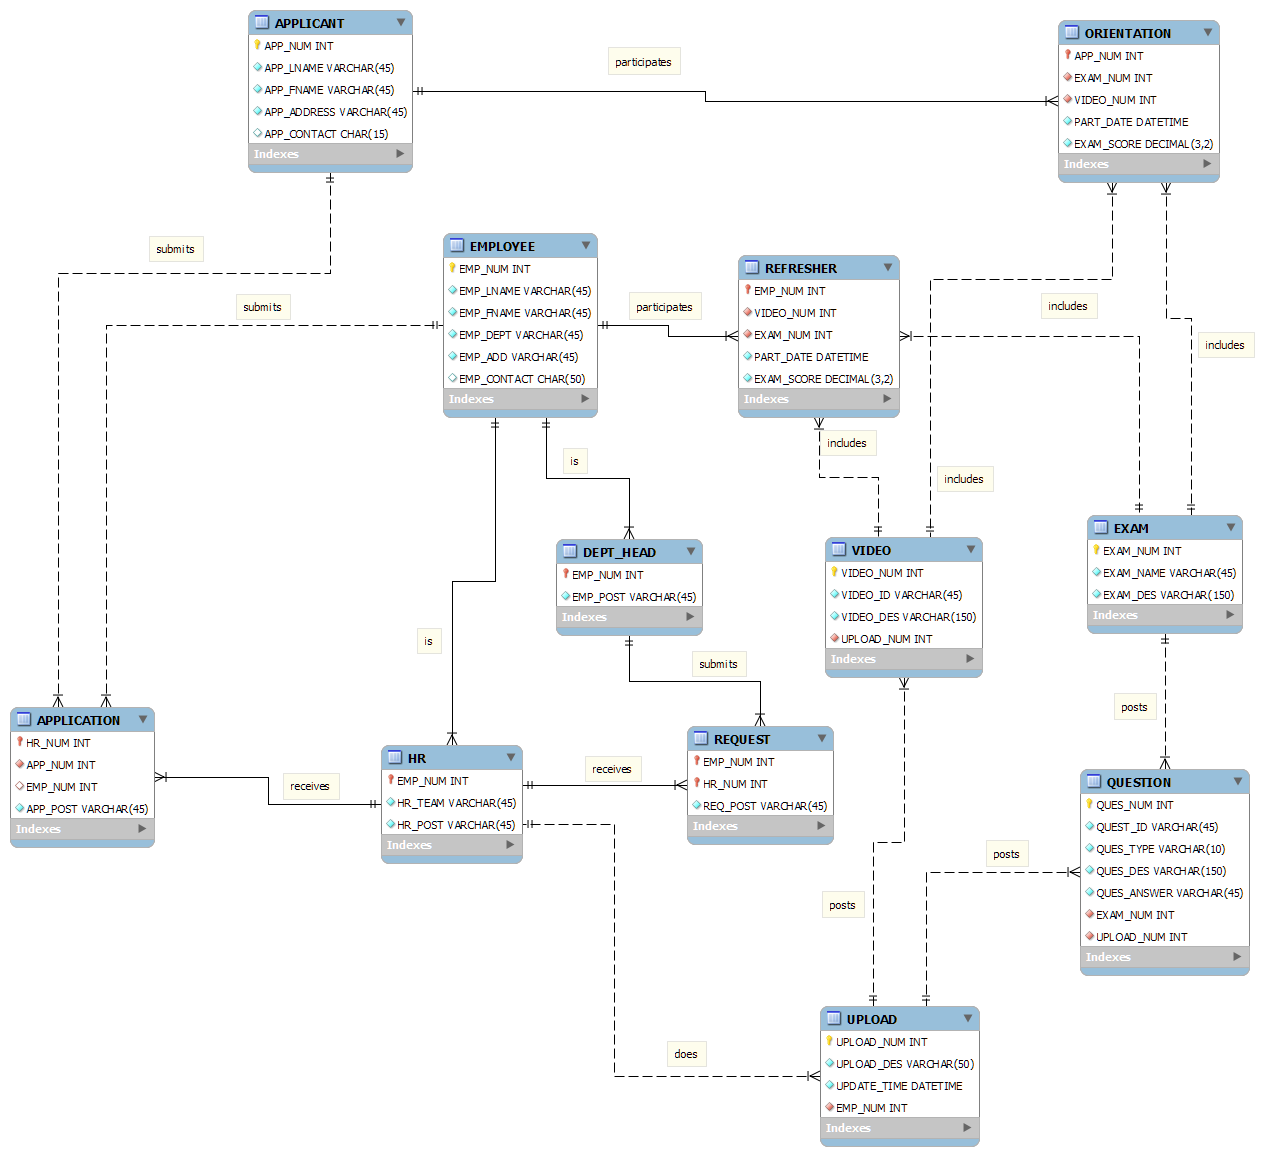 APPLICANT
APP_NUM INT
APP_LNAME VARCHAR(45)
APP_FNAME VARCHAR(45)
APP_ADDRESS VARCHAR(45)
APP_CONTACT CHAR(15)
Indexes
participates
ORIENTATION
APP_NUM INT
EXAM_NUM INT
VIDEO_NUM INT
PART_DATE DATETIME
EXAM_SCORE DECIMAL(3,2)
Indexes
submits
submits
EMPLOYEE
EMP_NUM INT
EMP_LNAME VARCHAR(45)
EMP_FNAME VARCHAR(45)
EMP_DEPT VARCHAR(45)
EMP_ADD VARCHAR(45)
EMP_CONTACT CHAR(50)
Indexes
participates
REFRESHER
EMP_NUM INT
VIDEO_NUM INT
EXAM_NUM INT
PART_DATE DATETIME
EXAM_SCORE DECIMAL(3,2)
Indexes
includes
includes
includes
includes
is
is
DEPT_HEAD
EMP_NUM INT
EMP_POST VARCHAR(45)
Indexes
VIDEO
VIDEO_NUM INT
VIDEO_ID VARCHAR(45)
VIDEO_DES VARCHAR(150)
UPLOAD_NUM INT
Indexes
EXAM
EXAM_NUM INT
EXAM_NAME VARCHAR(45)
EXAM_DES VARCHAR(150)
Indexes
submits
posts
APPLICATION
HR_NUM INT
APP_NUM INT
EMP_NUM INT
APP_POST VARCHAR(45)
Indexes
receives
HR
EMP_NUM INT
HR_TEAM VARCHAR(45)
HR_POST VARCHAR(45)
Indexes
receives
REQUEST
EMP_NUM INT
HR_NUM INT
REQ_POST VARCHAR(45)
Indexes
QUESTION
QUES_NUM INT
QUEST_ID VARCHAR(45)
QUES_TYPE VARCHAR(10)
QUES_DES VARCHAR(150)
QUES_ANSWER VARCHAR(45)
EXAM_NUM INT
UPLOAD_NUM INT
Indexes
posts
posts
does
UPLOAD
UPLOAD_NUM INT
UPLOAD_DES VARCHAR(50)
UPDATE_TIME DATETIME
EMP_NUM INT
Indexes